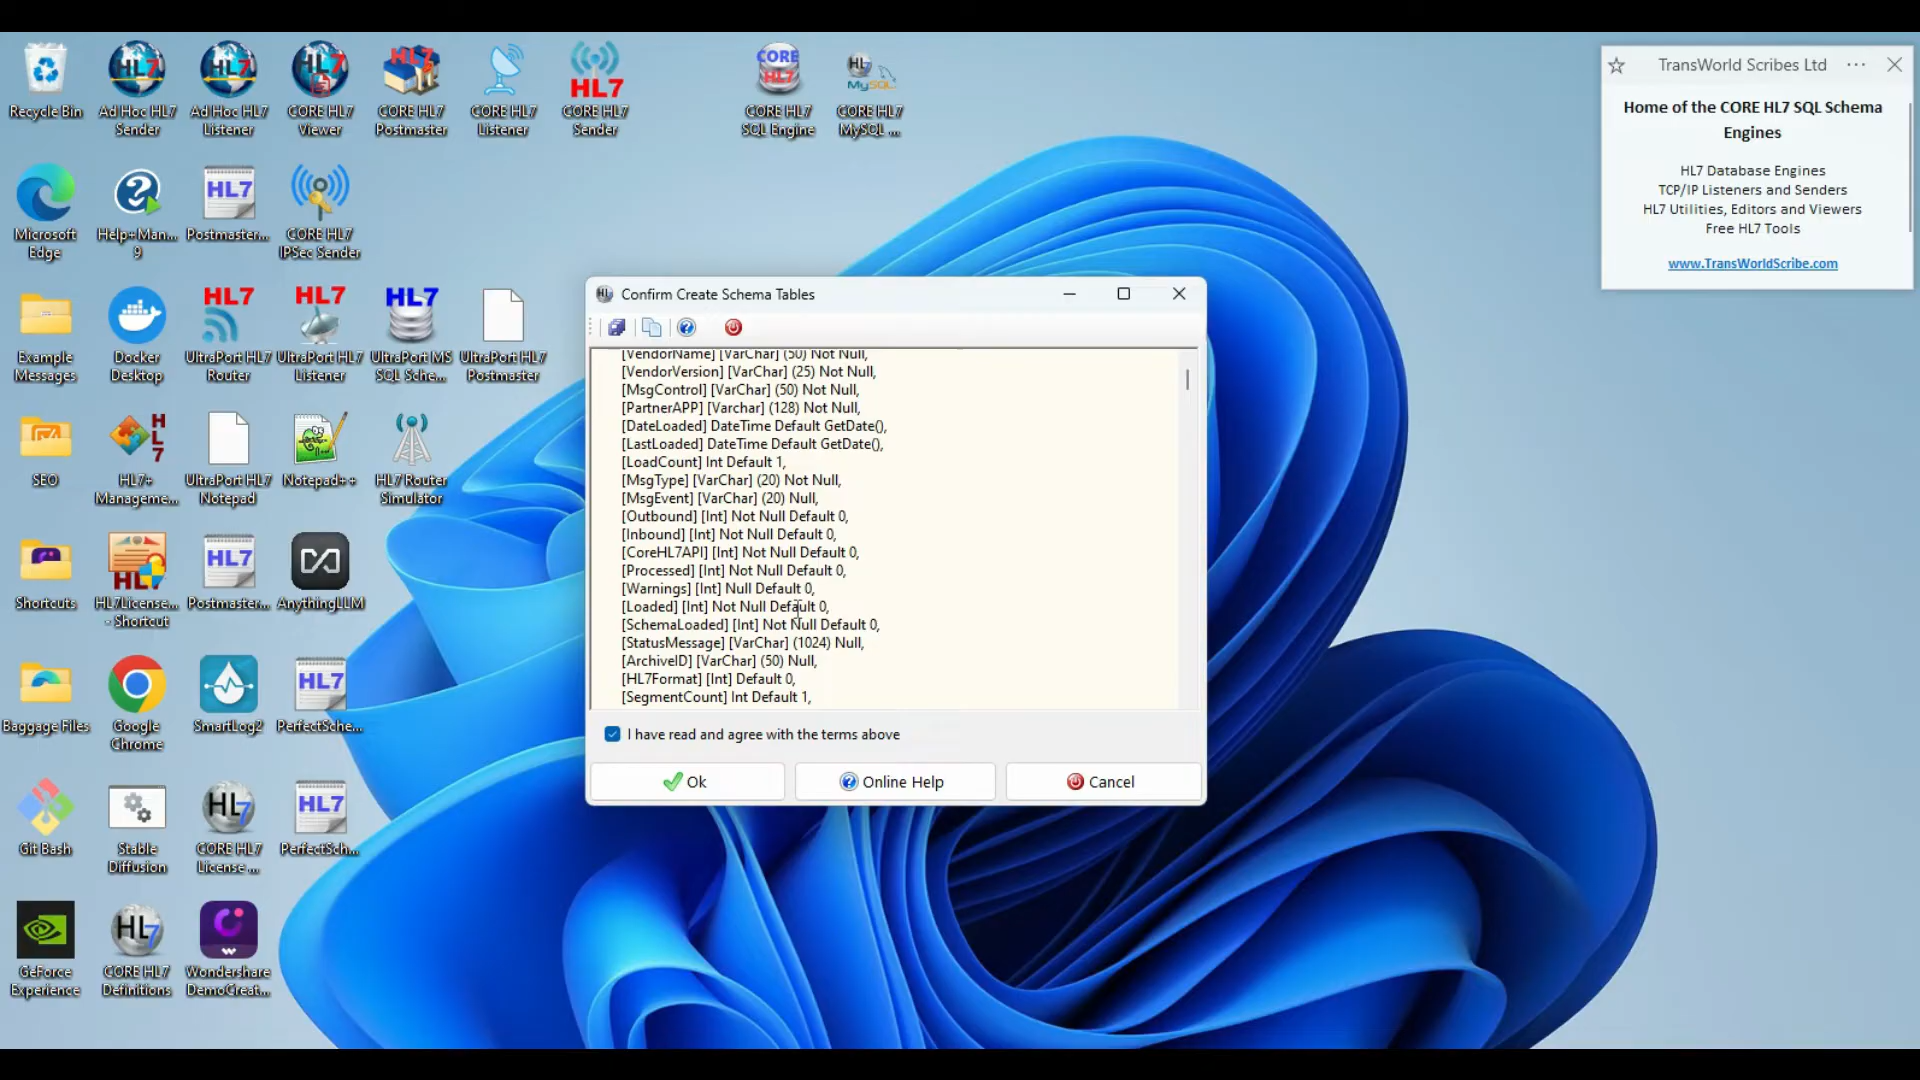 Recycle Bin
Ad Hoc HL7
Sender
Ad Hoc HL7
Listener
CORE HL7
Viewer
CORE HL7
Postmaster
CORE HL7
Listener
HL7
CORE HL7
Sender
CORE
HL7
CORE HL7
SQL Engine
HL7
MySQL
CORE HL7
MySQL ...
Microsoft
Edge
Help+Man...
9
HL7
Postmaster...
CORE HL7
IPSec Sender
Example
Messages
Docker
Desktop
HL7
UltraPort HL7
Router
HL7
UltraPort HL7
Listener
HL7
UltraPort MS
SQL Sche...
UltraPort HL7
Postmaster
SEO
HL7+
Manageme...
UltraPort HL7
Notepad
Notepad++
HL7 Router
Simulator
Shortcuts
HL7License...
- Shortcut
HL7
Postmaster...
AnythingLLM
Baggage Files
Google
Chrome
SmartLog2
HL7
PerfectSche...
Git Bash
Stable
Diffusion
HL7
CORE HL7
License ...
HL7
PerfectSch...
GeForce
Experience
HL7
CORE HL7
Definitions
Wondershare
DemoCreat...
Confirm Create Schema Tables
[VendorName] [VarChar] (50) Not Null,
[VendorVersion] [VarChar] (25) Not Null,
[MsgControl] [VarChar] (50) Not Null,
[PartnerAPP] [Varchar] (128) Not Null,
[DateLoaded] DateTime Default GetDate(),
[LastLoaded] DateTime Default GetDate(),
[LoadCount] Int Default 1,
[MsgType] [VarChar] (20) Not Null,
[MsgEvent] [VarChar] (20) Null,
[Outbound] [Int] Not Null Default 0,
[Inbound] [Int] Not Null Default 0,
[CoreHL7API] [Int] Not Null Default 0,
[Processed] [Int] Not Null Default 0,
[Warnings] [Int] Null Default 0,
[Loaded] [Int] Not Null Default 0,
[SchemaLoaded] [Int] Not Null Default 0,
[StatusMessage] [VarChar] (1024) Null,
[ArchiveID] [VarChar] (50) Null,
[HL7Format] [Int] Default 0,
[SegmentCount] Int Default 1,
I have read and agree with the terms above
Ok
Online Help
Cancel
TransWorld Scribes Ltd
Home of the CORE HL7 SQL Schema
Engines
HL7 Database Engines
TCP/IP Listeners and Senders
HL7 Utilities, Editors and Viewers
Free HL7 Tools
www.TransWorldScribe.com